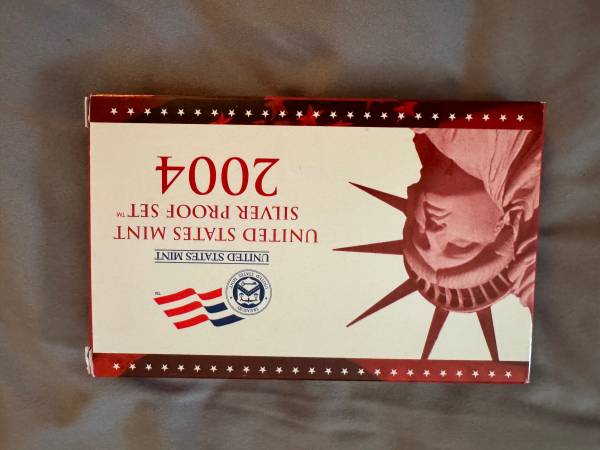 UNITED STATES MINT
UNITED STATES MINT
SILVER PROOF SET™
2004